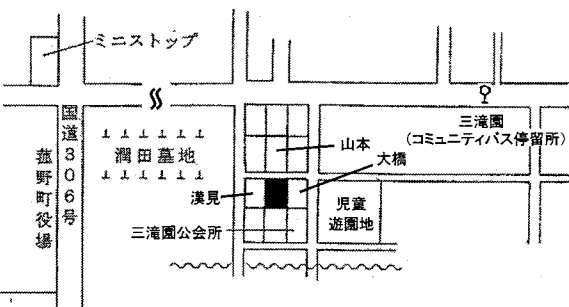 ミニストップ
国道306号
菰野町役場
潤田墓地
山本
大橋
三滝園
(コミュニティバス停留所)
漢見
児童
遊園地
三滝園公会所